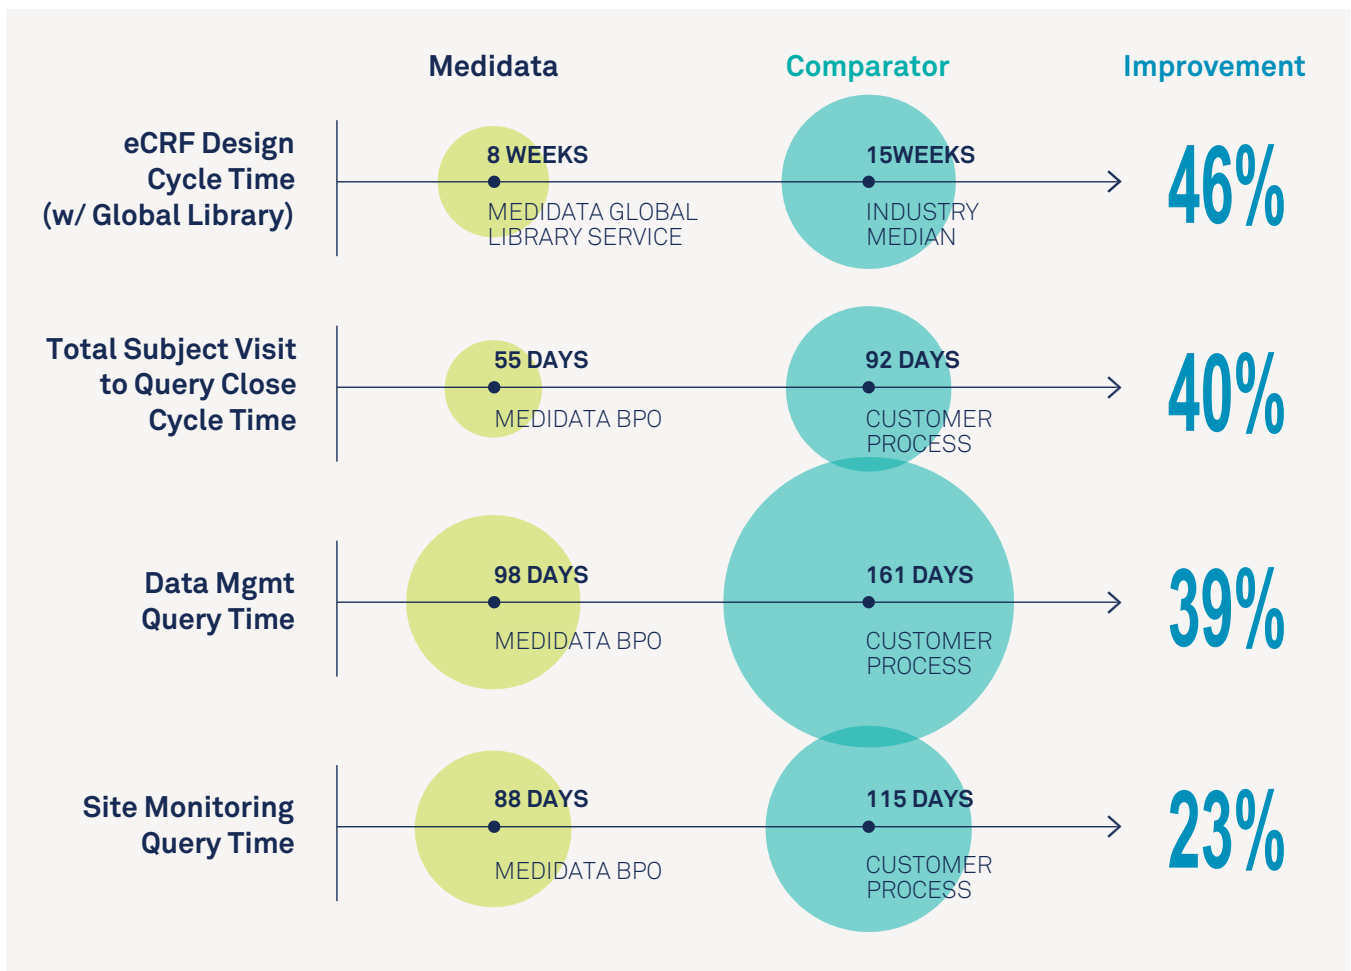 Medidata
Comparator
Improvement
eCRF Design
Cycle Time
(w/ Global Library)
8 WEEKS
MEDIDATA GLOBAL
LIBRARY SERVICE
15WEEKS
INDUSTRY
MEDIAN
46%
Total Subject Visit
to Query Close
Cycle Time
55 DAYS
MEDIDATA BPO
92 DAYS
CUSTOMER
PROCESS
40%
Data Mgmt
Query Time
98 DAYS
MEDIDATA BPO
161 DAYS
CUSTOMER
PROCESS
39%
Site Monitoring
Query Time
88 DAYS
MEDIDATA BPO
115 DAYS
CUSTOMER
PROCESS
23%